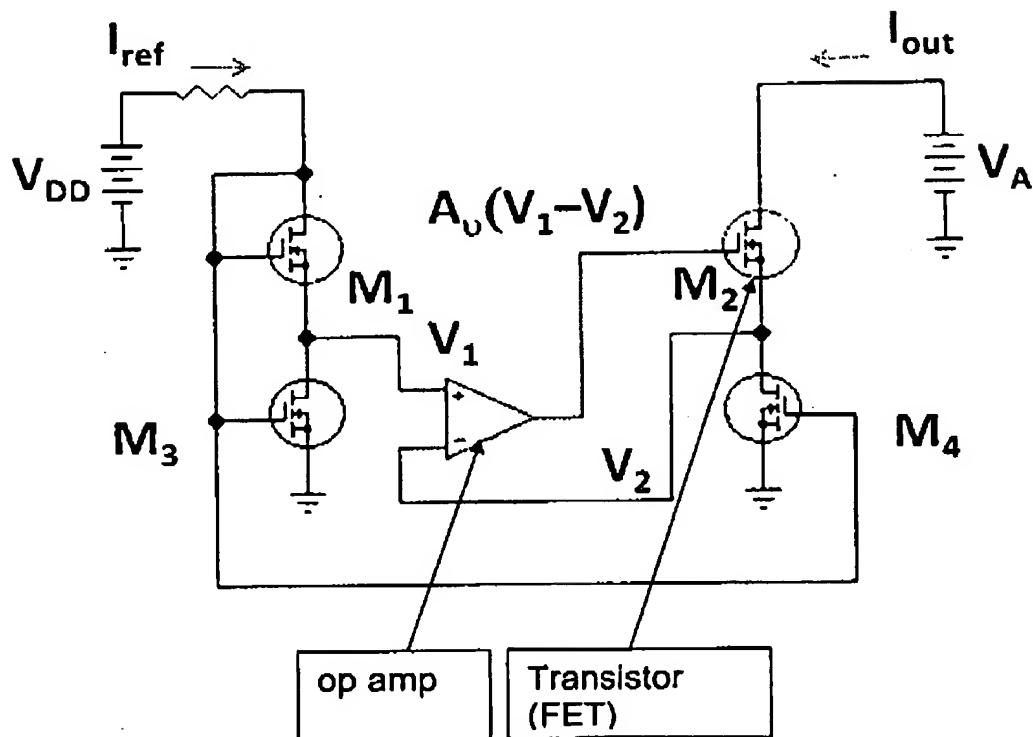 I_ref
I_out
V_DD
V_A
A_υ(V_1–V_2)
M_1
M_2
V_1
+
–
M_3
M_4
V_2
op amp
Transistor
(FET)